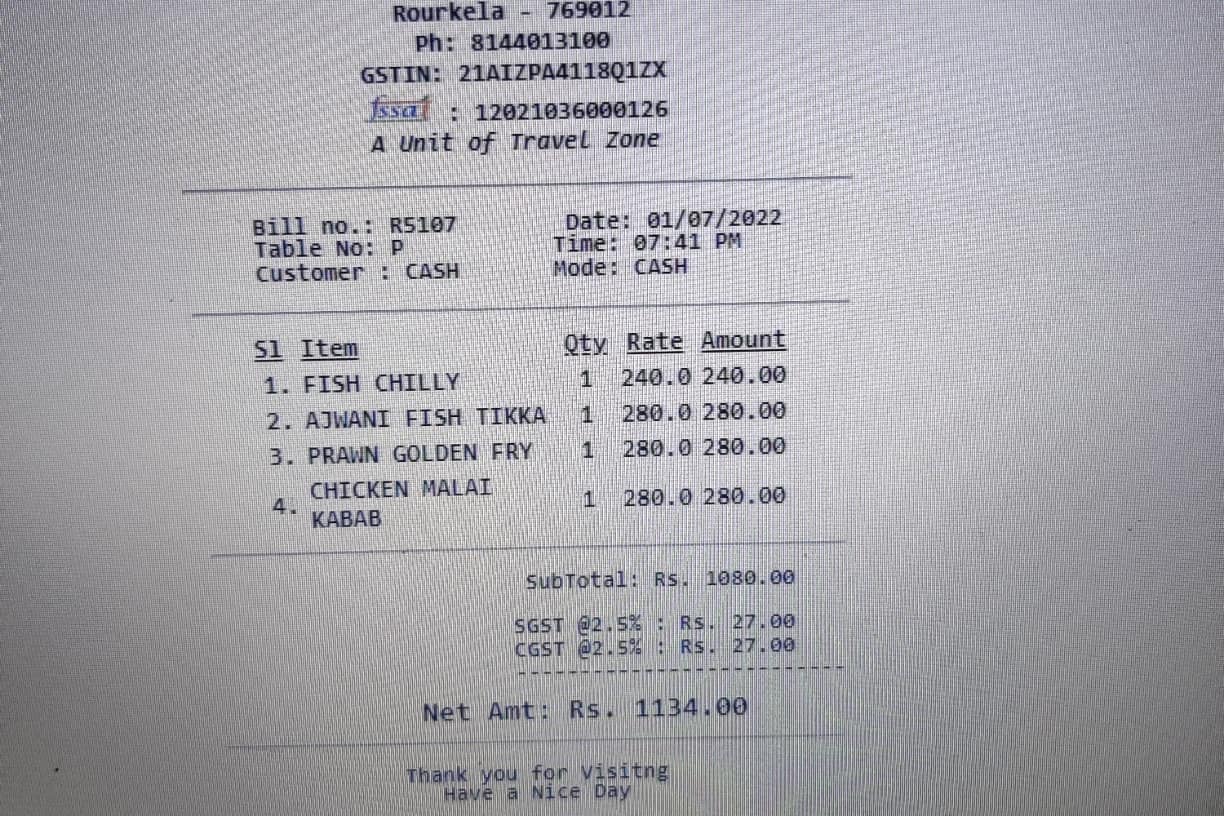 Rourkela - 769012
Ph: 8144013100
GSTIN: 21AIZPA4118Q1ZX
fssai : 12021036000126
A Unit of Travel Zone
Bill no.: R5107 Date: 01/07/2022
Table No: P Time: 07:41 PM
Customer : CASH Mode: CASH
Sl Item Qty Rate Amount
1. FISH CHILLY 1 240.0 240.00
2. AJWANI FISH TIKKA 1 280.0 280.00
3. PRAWN GOLDEN FRY 1 280.0 280.00
4. CHICKEN MALAI
KABAB 1 280.0 280.00
SubTotal: Rs. 1080.00
SGST @2.5% : Rs. 27.00
CGST @2.5% : Rs. 27.00
Net Amt: Rs. 1134.00
Thank you for Visitng
Have a Nice Day